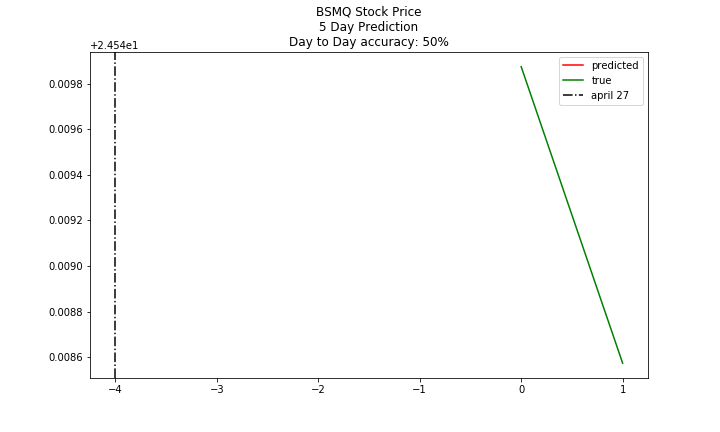 BSMQ Stock Price
5 Day Prediction
Day to Day accuracy: 50%
+2.454e1
predicted
true
april 27
0.0098
0.0096
0.0094
0.0092
0.0090
0.0088
0.0086
−4
−3
−2
−1
0
1